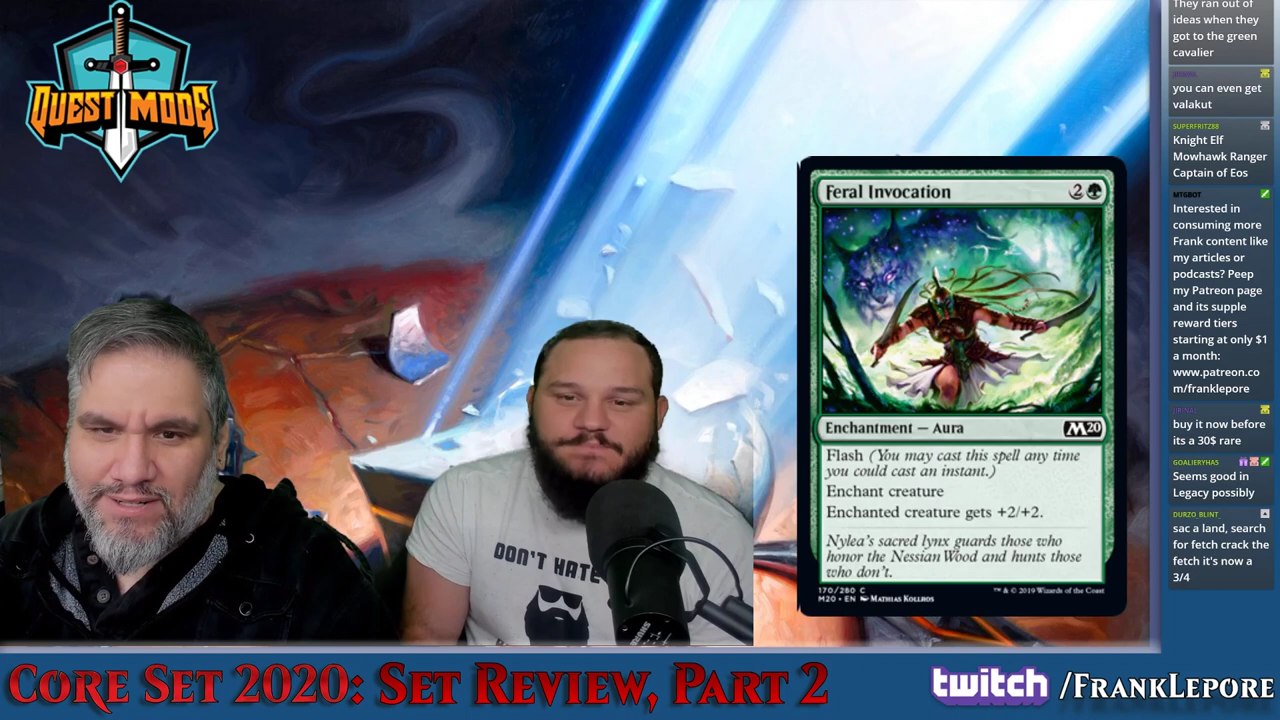 QUEST MODE
Feral Invocation
2
Enchantment — Aura
M20
Flash (You may cast this spell any time
you could cast an instant.)
Enchant creature
Enchanted creature gets +2/+2.
Nylea's sacred lynx guards those who
honor the Nessian Wood and hunts those
who don't.
170/280 C
M20 • EN Mathias Kollros
™ & © 2019 Wizards of the Coast
DON'T HATE
They ran out of
ideas when they
got to the green
cavalier
you can even get
valakut
SUPERFRITZ88
Knight Elf
Mowhawk Ranger
Captain of Eos
MTGBOT
Interested in
consuming more
Frank content like
my articles or
podcasts? Peep
my Patreon page
and its supple
reward tiers
starting at only $1
a month:
www.patreon.co
m/franklepore
buy it now before
its a 30$ rare
GOALIERYHAS
Seems good in
Legacy possibly
DURZO_BLINT_
sac a land, search
for fetch crack the
fetch it's now a
3/4
Core Set 2020: Set Review, Part 2
twitch /FrankLepore